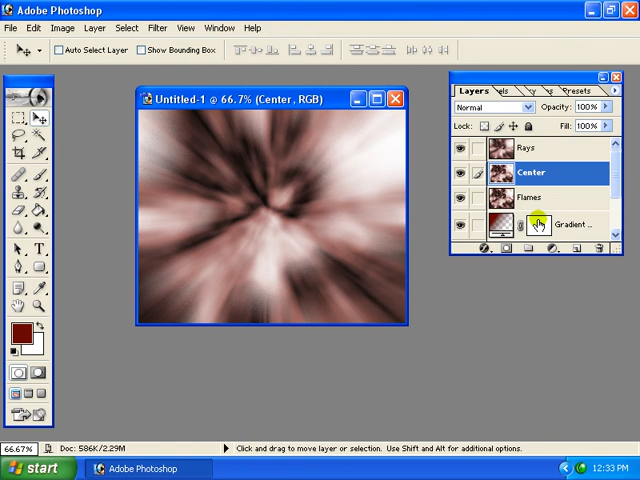 Adobe Photoshop
File Edit Image Layer Select Filter View Window Help
Auto Select Layer Show Bounding Box
Untitled-1 @ 66.7% (Center, RGB)
Layers Presets
Normal Opacity: 100%
Lock: Fill: 100%
Rays
Center
Flames
Gradient ...
T
66.67% Doc: 586K/2.29M Click and drag to move layer or selection. Use Shift and Alt for additional options.
start Adobe Photoshop 12:33 PM